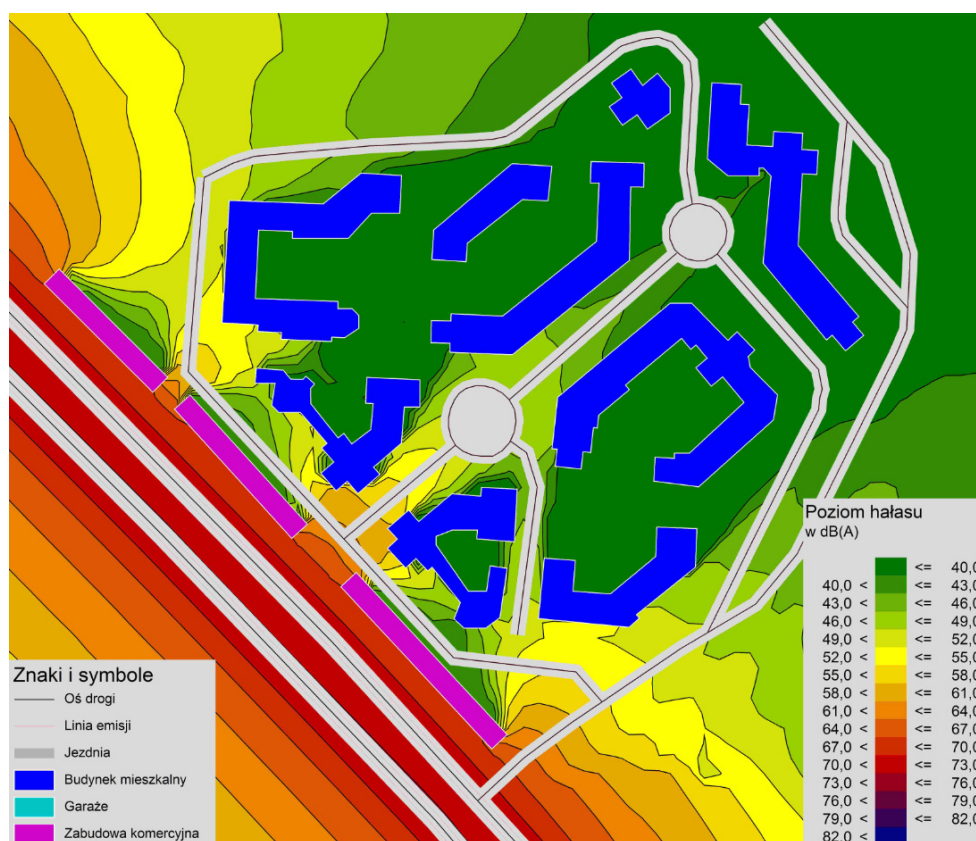 Znaki i symbole
Oś drogi
Linia emisji
Jezdnia
Budynek mieszkalny
Garaże
Zabudowa komercyjna
Poziom hałasu
w dB(A)
<= 40,0
40,0 < <= 43,0
43,0 < <= 46,0
46,0 < <= 49,0
49,0 < <= 52,0
52,0 < <= 55,0
55,0 < <= 58,0
58,0 < <= 61,0
61,0 < <= 64,0
64,0 < <= 67,0
67,0 < <= 70,0
70,0 < <= 73,0
73,0 < <= 76,0
76,0 < <= 79,0
79,0 < <= 82,0
82,0 <